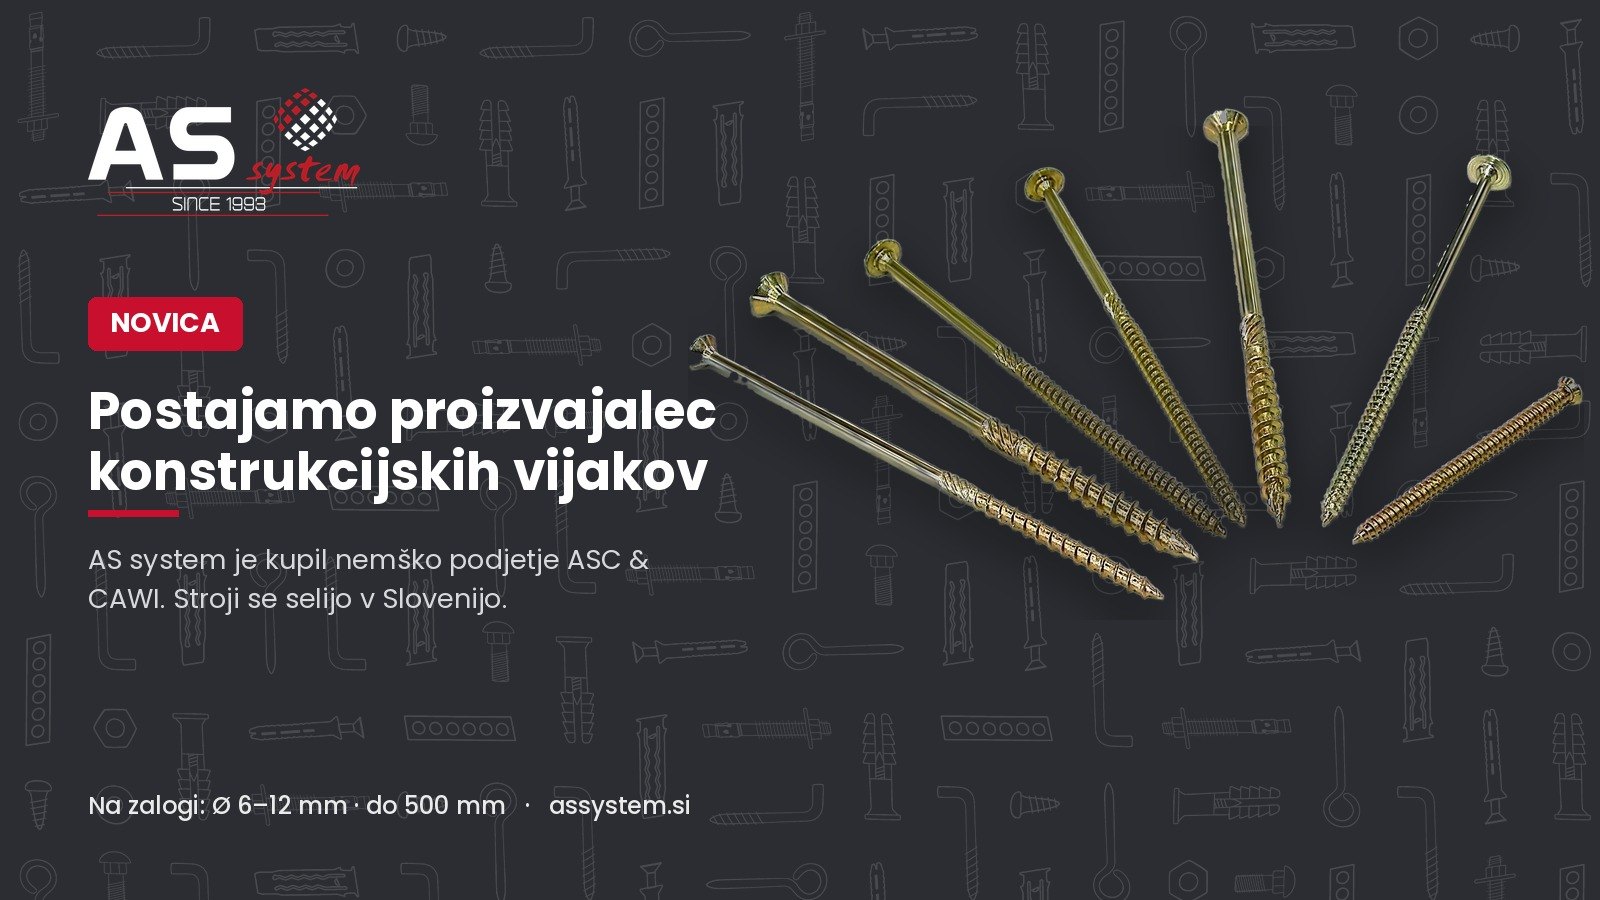 AS system
SINCE 1993
NOVICA
Postajamo proizvajalec
konstrukcijskih vijakov
AS system je kupil nemško podjetje ASC &
CAWI. Stroji se selijo v Slovenijo.
Na zalogi: Ø 6–12 mm · do 500 mm · assystem.si